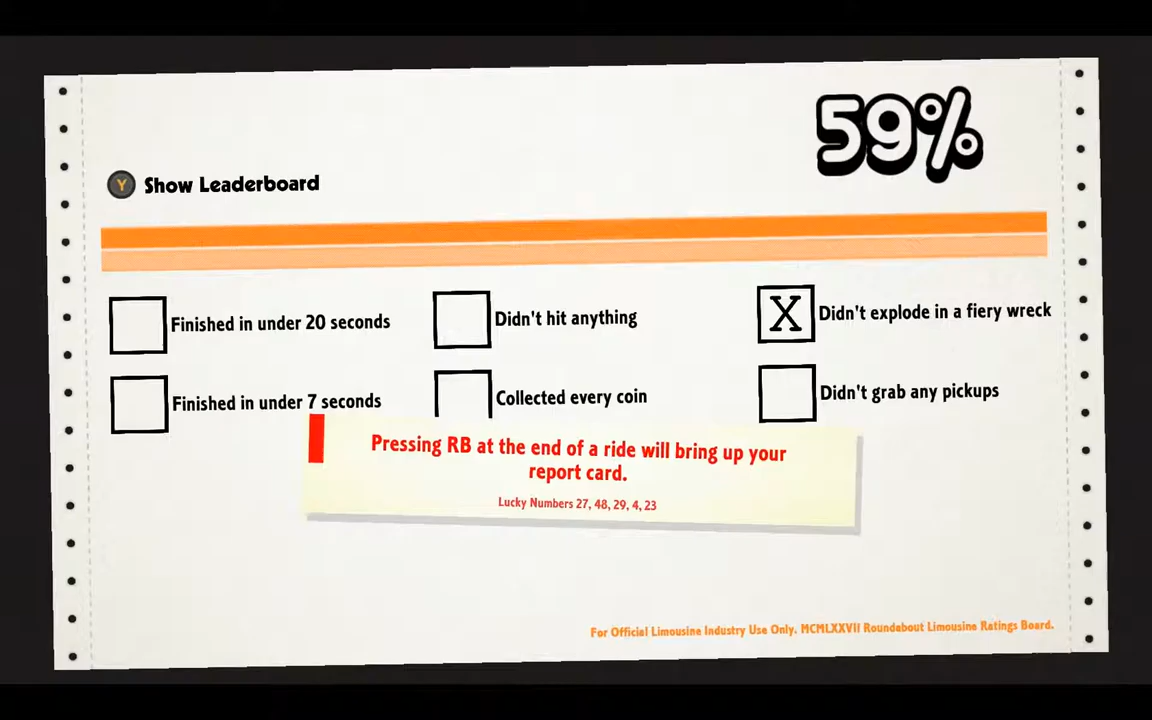 59%
Y Show Leaderboard
Finished in under 20 seconds
Didn't hit anything
X Didn't explode in a fiery wreck
Finished in under 7 seconds
Collected every coin
Didn't grab any pickups
Pressing RB at the end of a ride will bring up your
report card.
Lucky Numbers 27, 48, 29, 4, 23
For Official Limousine Industry Use Only. MCMLXXVII Roundabout Limousine Ratings Board.